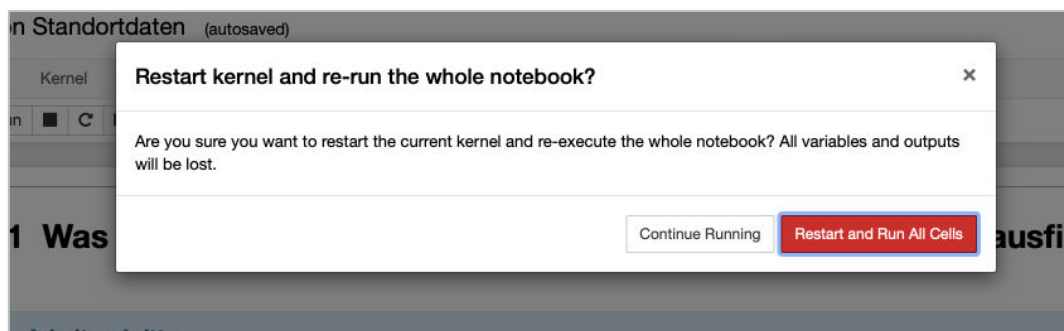 n Standortdaten (autosaved)
Restart kernel and re-run the whole notebook?
×
Kernel
Are you sure you want to restart the current kernel and re-execute the whole notebook? All variables and outputs
will be lost.
Continue Running
Restart and Run All Cells
1 Was
ausfi